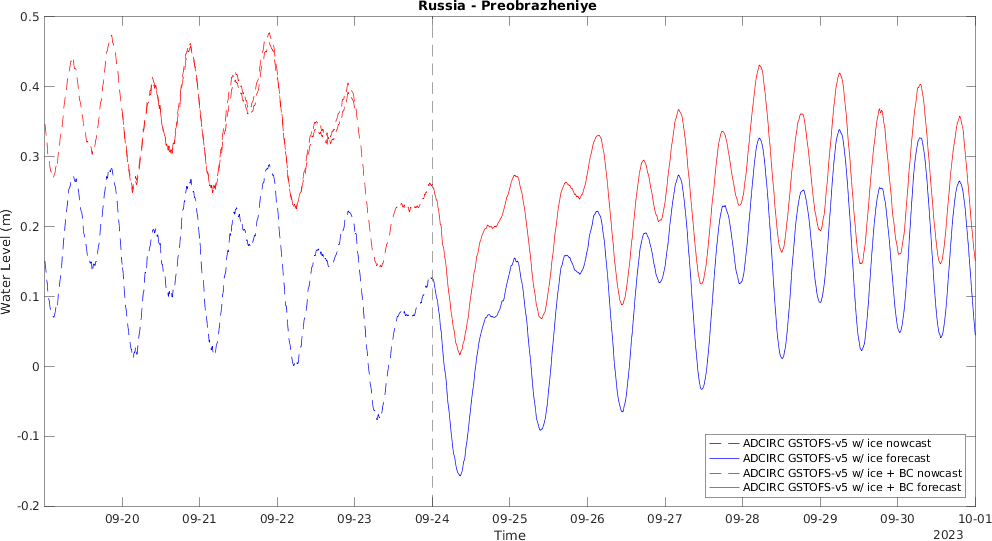 Russia - Preobrazheniye
0.5
0.4
0.3
0.2
0.1
0
-0.1
-0.2
Water Level (m)
09-20 09-21 09-22 09-23 09-24 09-25 09-26 09-27 09-28 09-29 09-30 10-01
Time
2023
ADCIRC GSTOFS-v5 w/ ice nowcast
ADCIRC GSTOFS-v5 w/ ice forecast
ADCIRC GSTOFS-v5 w/ ice + BC nowcast
ADCIRC GSTOFS-v5 w/ ice + BC forecast